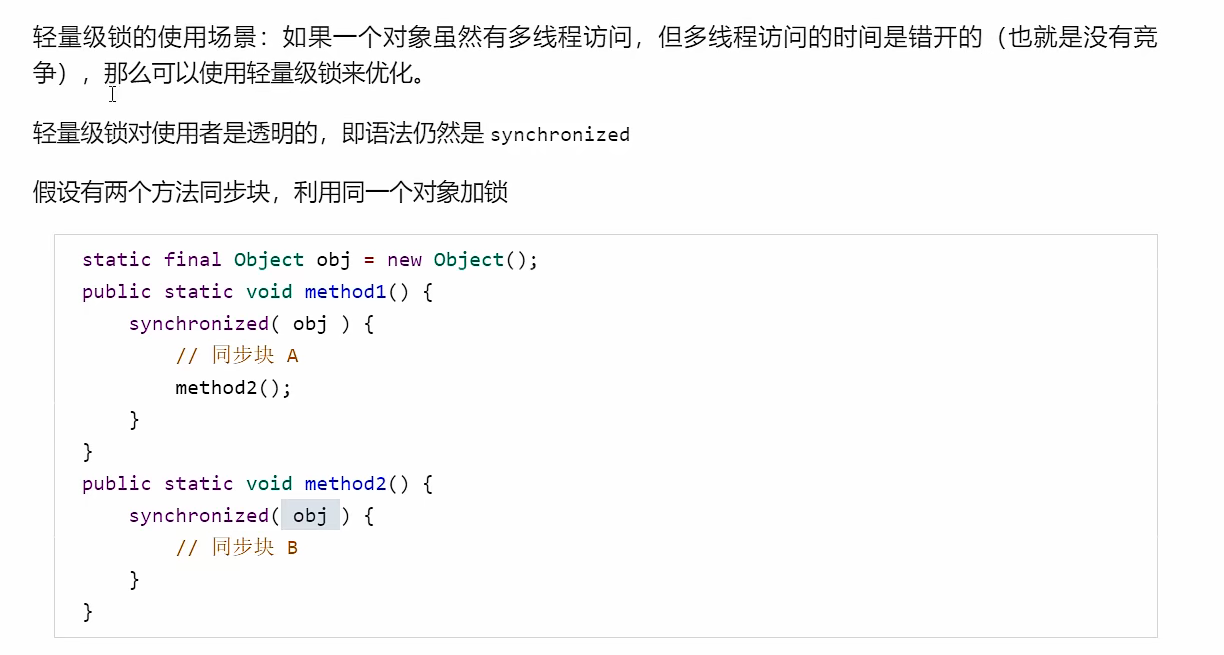 轻量级锁的使用场景：如果一个对象虽然有多线程访问，但多线程访问的时间是错开的（也就是没有竞
争），那么可以使用轻量级锁来优化。
轻量级锁对使用者是透明的，即语法仍然是 synchronized
假设有两个方法同步块，利用同一个对象加锁
static final Object obj = new Object();
public static void method1() {
    synchronized( obj ) {
        // 同步块 A
        method2();
    }
}
public static void method2() {
    synchronized( obj ) {
        // 同步块 B
    }
}